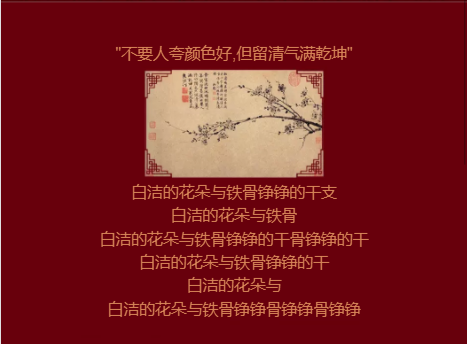 "不要人夸颜色好,但留清气满乾坤"
白洁的花朵与铁骨铮铮的干支
白洁的花朵与铁骨
白洁的花朵与铁骨铮铮的干骨铮铮的干
白洁的花朵与铁骨铮铮的干
白洁的花朵与
白洁的花朵与铁骨铮铮骨铮铮骨铮铮